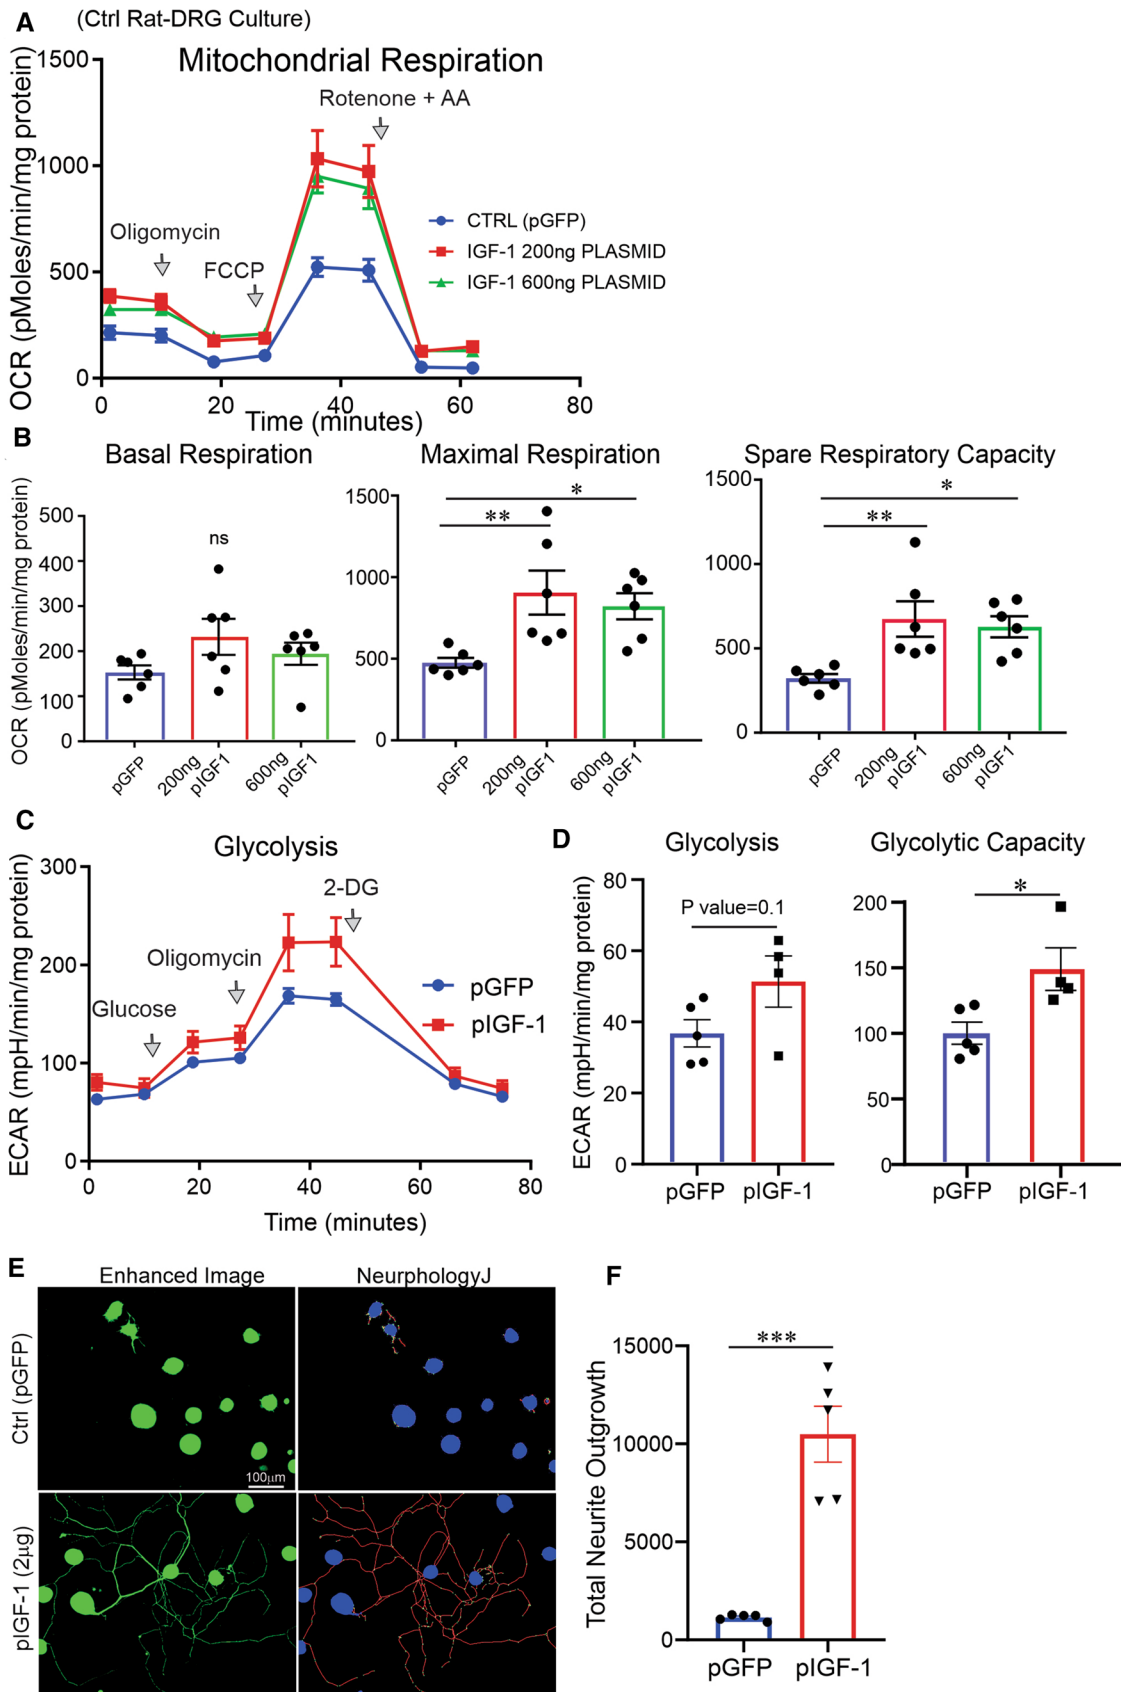 A
(Ctrl Rat-DRG Culture)
Mitochondrial Respiration
OCR (pMoles/min/mg protein)
1500
1000
500
0
0 20 40 60 80
Time (minutes)
Oligomycin
FCCP
Rotenone + AA
CTRL (pGFP)
IGF-1 200ng PLASMID
IGF-1 600ng PLASMID
B
Basal Respiration
OCR (pMoles/min/mg protein)
500
400
300
200
100
0
ns
pGFP
200ng pIGF1
600ng pIGF1
Maximal Respiration
1500
1000
500
0
*
**
pGFP
200ng pIGF1
600ng pIGF1
Spare Respiratory Capacity
1500
1000
500
0
*
**
pGFP
200ng pIGF1
600ng pIGF1
C
Glycolysis
ECAR (mpH/min/mg protein)
300
200
100
0
0 20 40 60 80
Time (minutes)
Glucose
Oligomycin
2-DG
pGFP
pIGF-1
D
Glycolysis
ECAR (mpH/min/mg protein)
80
60
40
20
0
P value=0.1
pGFP pIGF-1
Glycolytic Capacity
200
150
100
50
0
*
pGFP pIGF-1
E
Enhanced Image NeurphologyJ
Ctrl (pGFP)
100μm
pIGF-1 (2μg)
F
Total Neurite Outgrowth
15000
10000
5000
0
***
pGFP pIGF-1